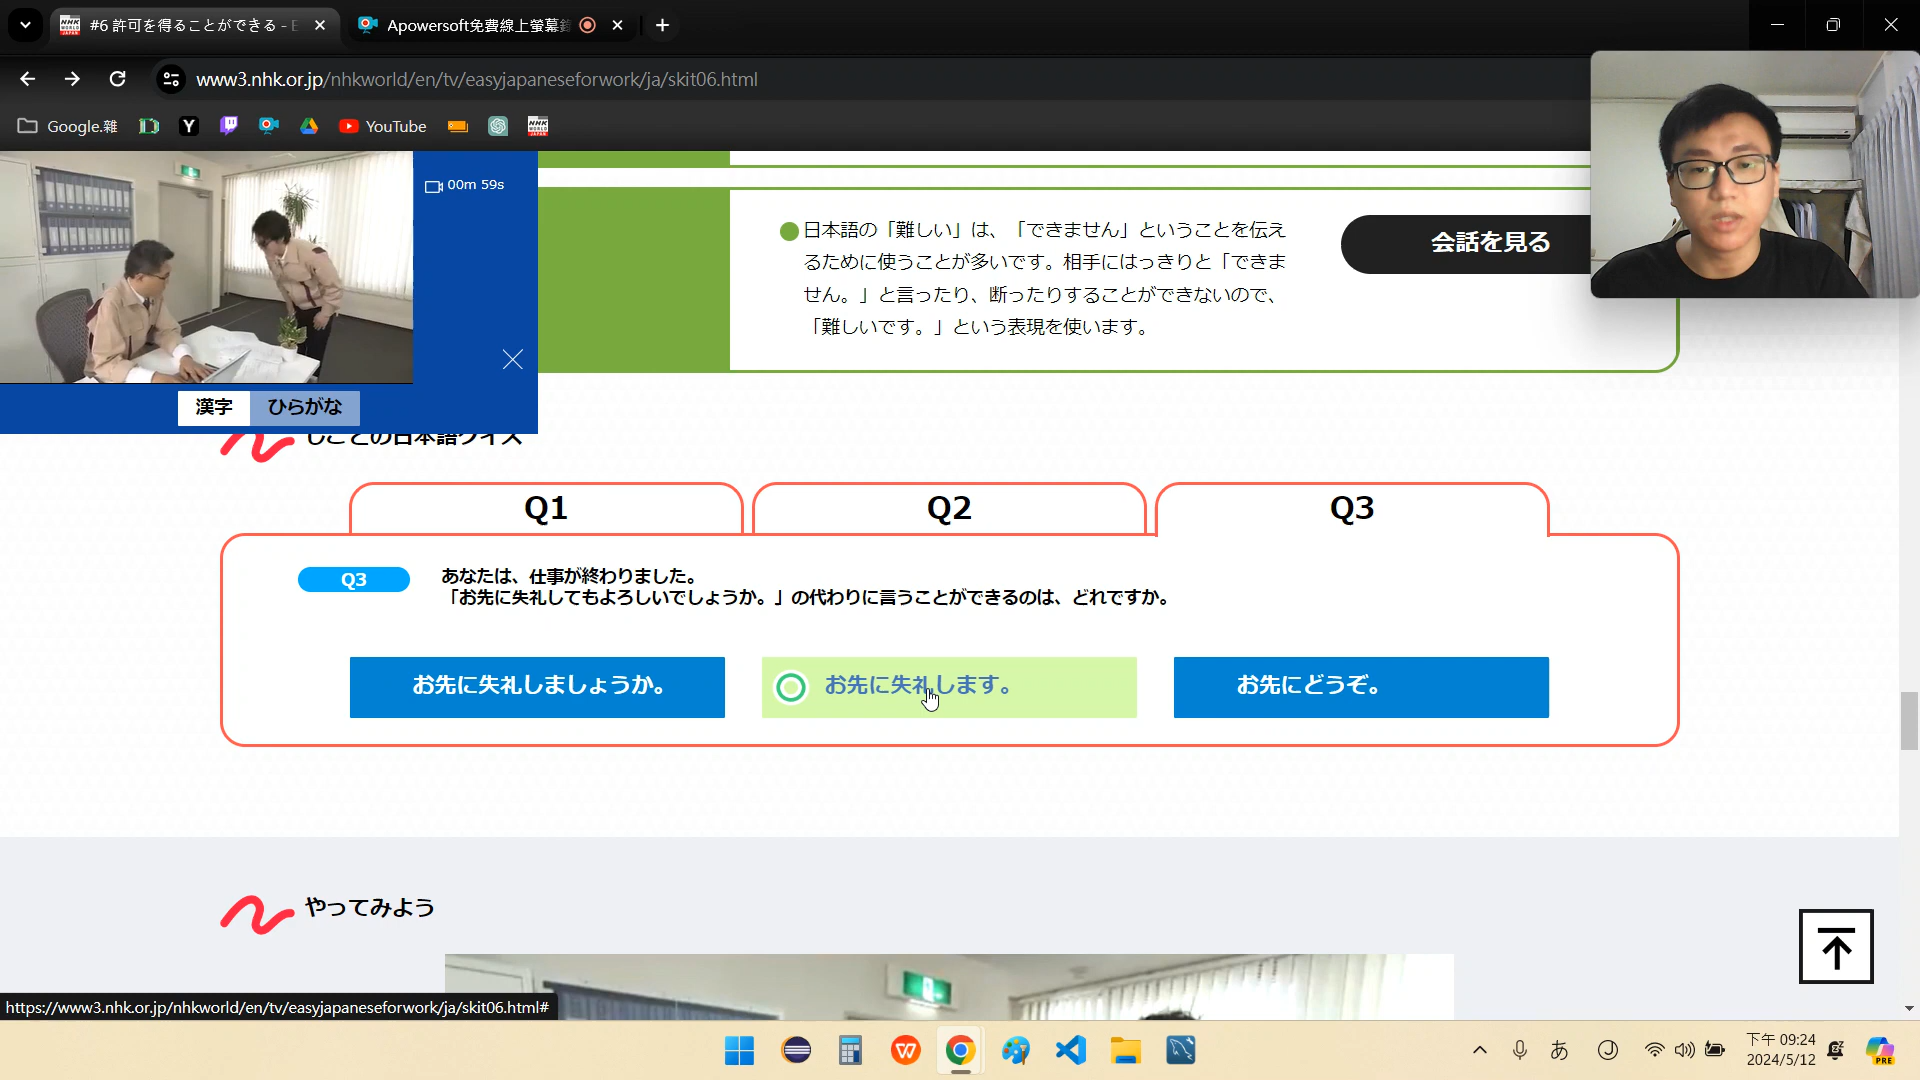 #6 許可を得ることができる - E
Apowersoft免費線上螢幕
www3.nhk.or.jp/nhkworld/en/tv/easyjapaneseforwork/ja/skit06.html
Google.雜
YouTube
00m 59s
漢字
ひらがな
日本語の「難しい」は、「できません」ということを伝え
るために使うことが多いです。相手にはっきりと「できま
せん。」と言ったり、断ったりすることができないので、
「難しいです。」という表現を使います。
会話を見る
しごとの日本語クイズ
Q1
Q2
Q3
Q3
あなたは、仕事が終わりました。
「お先に失礼してもよろしいでしょうか。」の代わりに言うことができるのは、どれですか。
お先に失礼しましょうか。
お先に失礼します。
お先にどうぞ。
やってみよう
https://www3.nhk.or.jp/nhkworld/en/tv/easyjapaneseforwork/ja/skit06.html#
あ
下午 09:24
2024/5/12
PRE